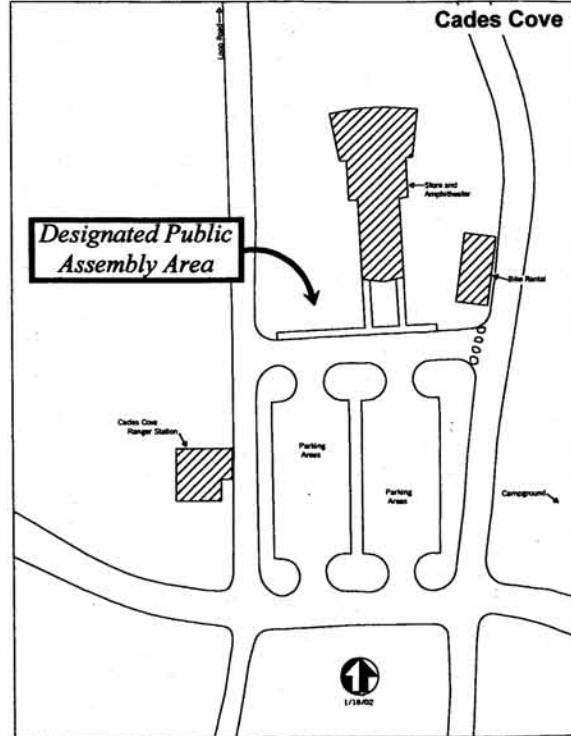 Cades Cove
Loop Road
Store and
Amphitheater
Designated Public
Assembly Area
Bike Rental
Cades Cove
Ranger Station
Parking
Areas
Parking
Areas
Campground
1/18/02